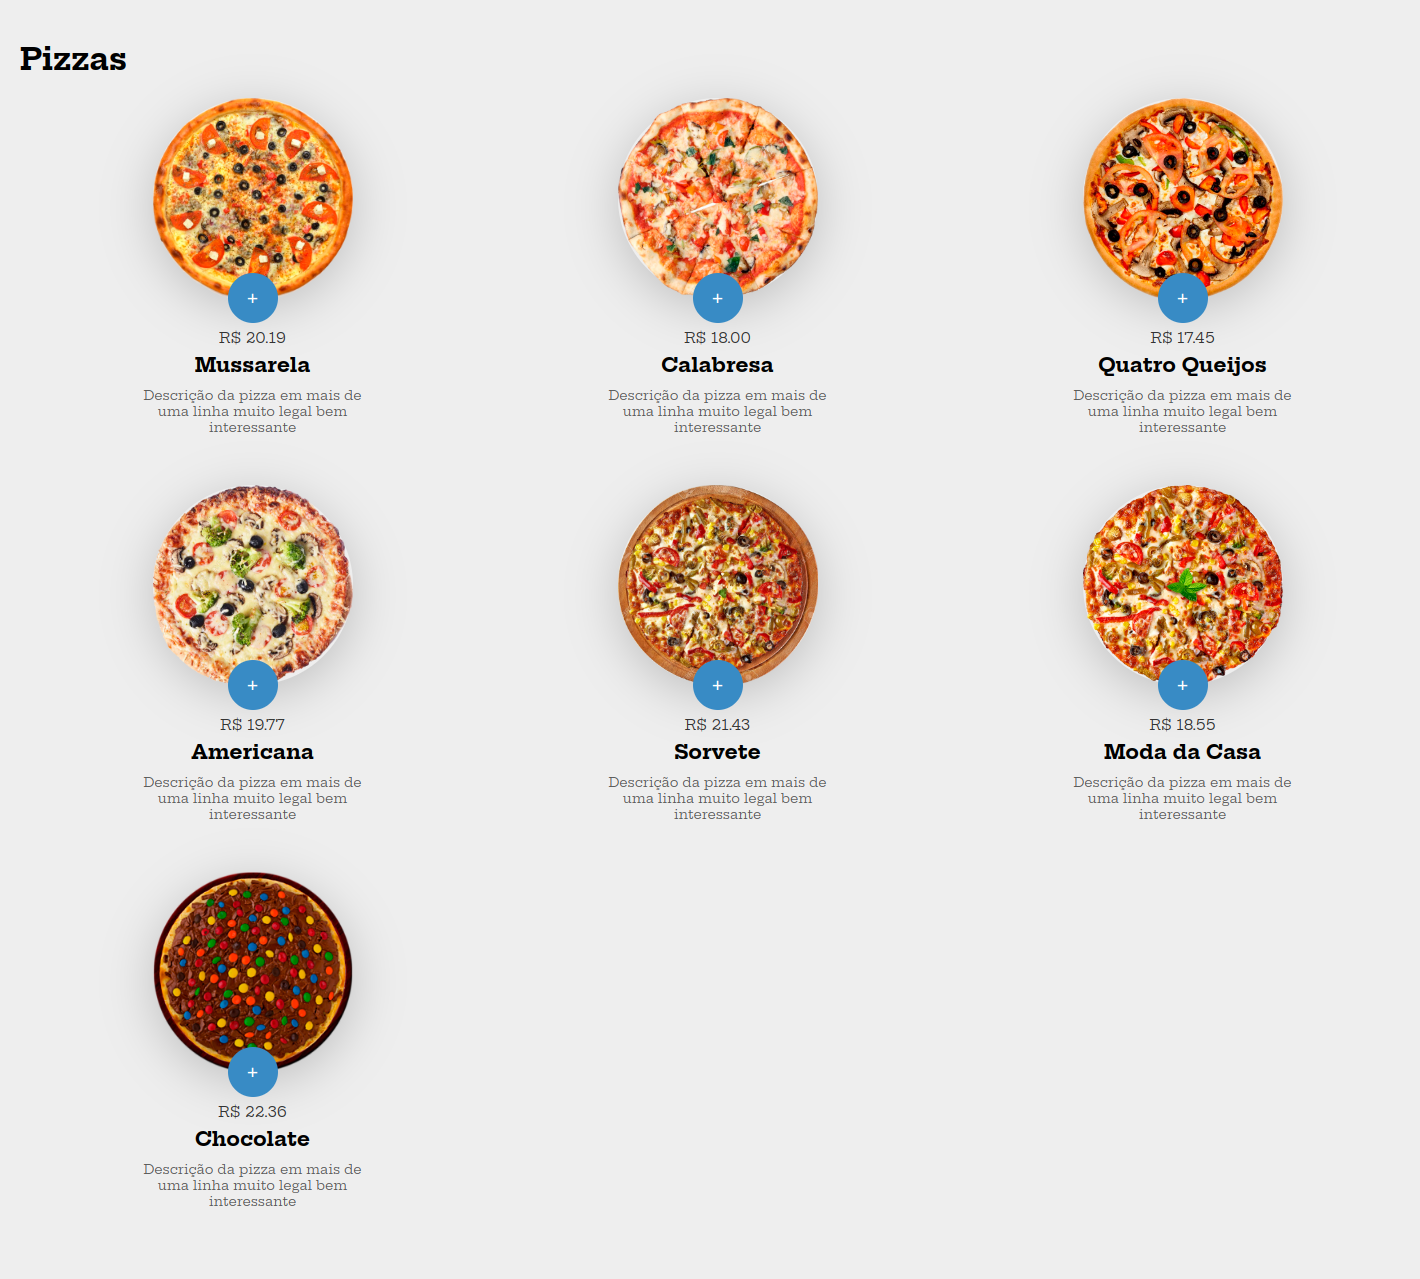 Pizzas
+
+
+
R$ 20.19
R$ 18.00
R$ 17.45
Mussarela
Calabresa
Quatro Queijos
Descrição da pizza em mais de
uma linha muito legal bem
interessante
Descrição da pizza em mais de
uma linha muito legal bem
interessante
Descrição da pizza em mais de
uma linha muito legal bem
interessante
+
+
+
R$ 19.77
R$ 21.43
R$ 18.55
Americana
Sorvete
Moda da Casa
Descrição da pizza em mais de
uma linha muito legal bem
interessante
Descrição da pizza em mais de
uma linha muito legal bem
interessante
Descrição da pizza em mais de
uma linha muito legal bem
interessante
+
R$ 22.36
Chocolate
Descrição da pizza em mais de
uma linha muito legal bem
interessante